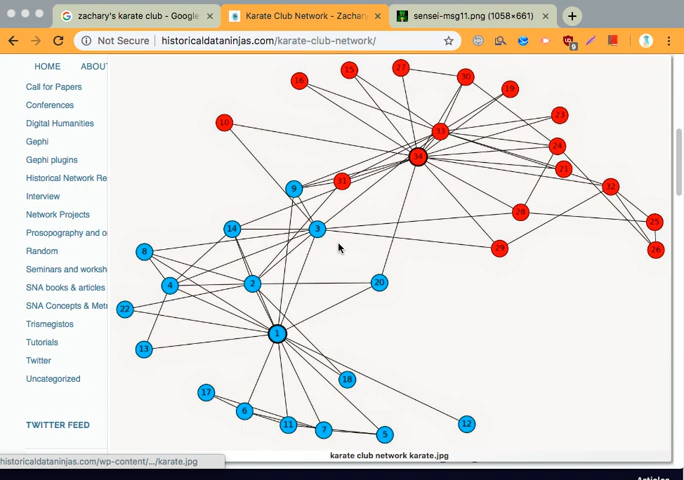 zachary's karate club - Google
Karate Club Network - Zachar
sensei-msg11.png (1058×661)
Not Secure | historicaldataninjas.com/karate-club-network/
9
HOME ABOU
Call for Papers
Conferences
Digital Humanities
Gephi
Gephi plugins
Historical Network Re
Interview
Network Projects
Prosopography and o
Random
Seminars and worksh
SNA books & articles
SNA Concepts & Met
Trismegistos
Tutorials
Twitter
Uncategorized
TWITTER FEED
15
27
30
16
19
23
10
33
24
34
21
31
32
9
28
25
14
3
29
26
8
4
2
20
22
1
13
18
17
6
11
7
5
12
karate club network karate.jpg
historicaldataninjas.com/wp-content/.../karate.jpg
Articles